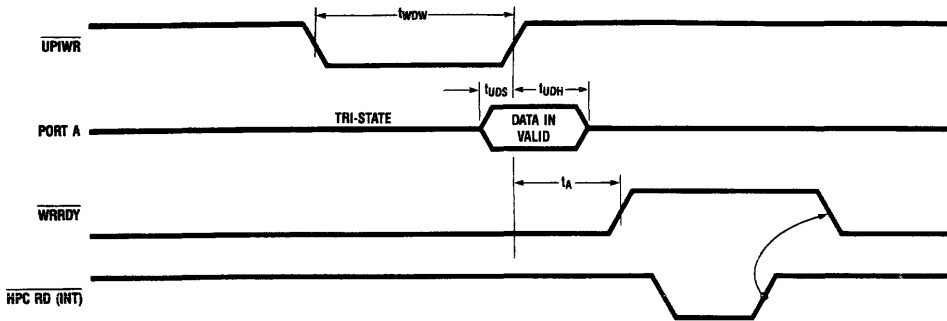 UPIWR
tWDW
tUDS
tUDH
PORT A
TRI-STATE
DATA IN
VALID
tA
WRRDY
HPC RD (INT)